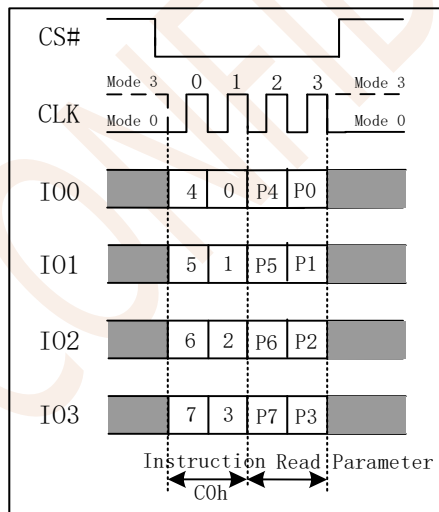 CS#
Mode 3 0 1 2 3 Mode 3
CLK
Mode 0 Mode 0
IO0 4 0 P4 P0
IO1 5 1 P5 P1
IO2 6 2 P6 P2
IO3 7 3 P7 P3
Instruction Read Parameter
C0h